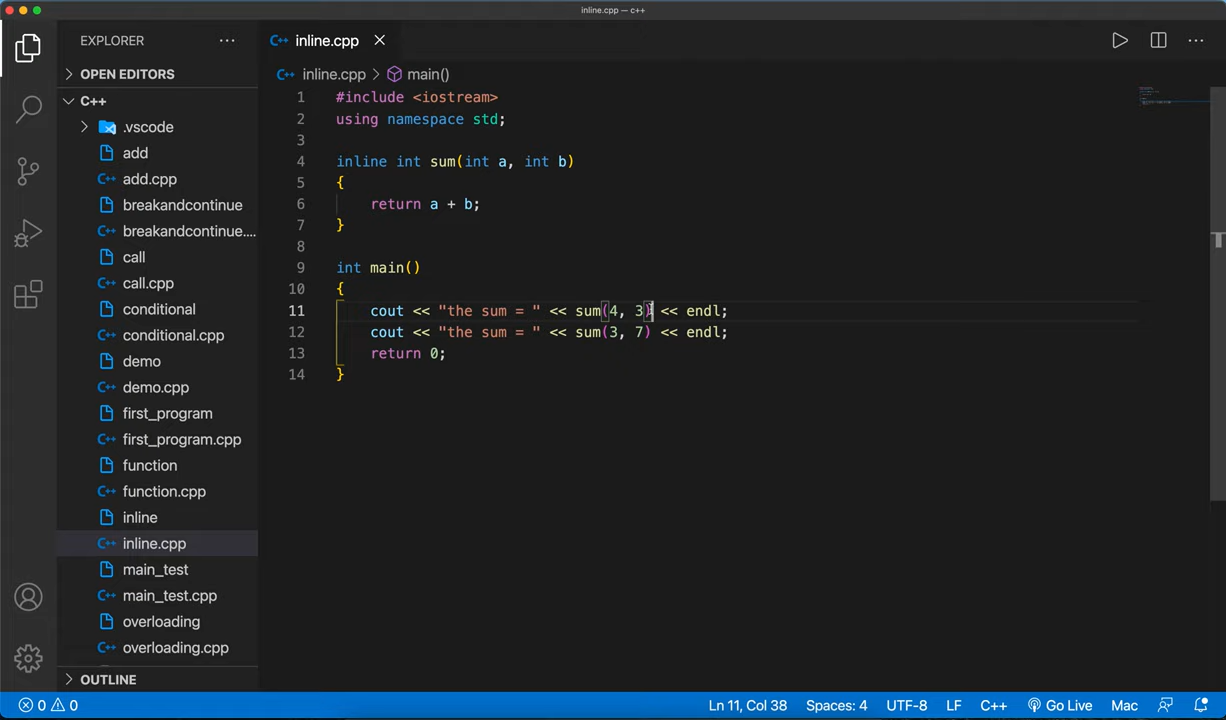 inline.cpp — c++
EXPLORER ···
inline.cpp
OPEN EDITORS
inline.cpp > main()
C++
.vscode
add
add.cpp
breakandcontinue
breakandcontinue....
call
call.cpp
conditional
conditional.cpp
demo
demo.cpp
first_program
first_program.cpp
function
function.cpp
inline
inline.cpp
main_test
main_test.cpp
overloading
overloading.cpp
OUTLINE
1 #include <iostream>
2 using namespace std;
3
4 inline int sum(int a, int b)
5 {
6 return a + b;
7 }
8
9 int main()
10 {
11 cout << "the sum = " << sum(4, 3) << endl;
12 cout << "the sum = " << sum(3, 7) << endl;
13 return 0;
14 }
0 0 Ln 11, Col 38 Spaces: 4 UTF-8 LF C++ Go Live Mac